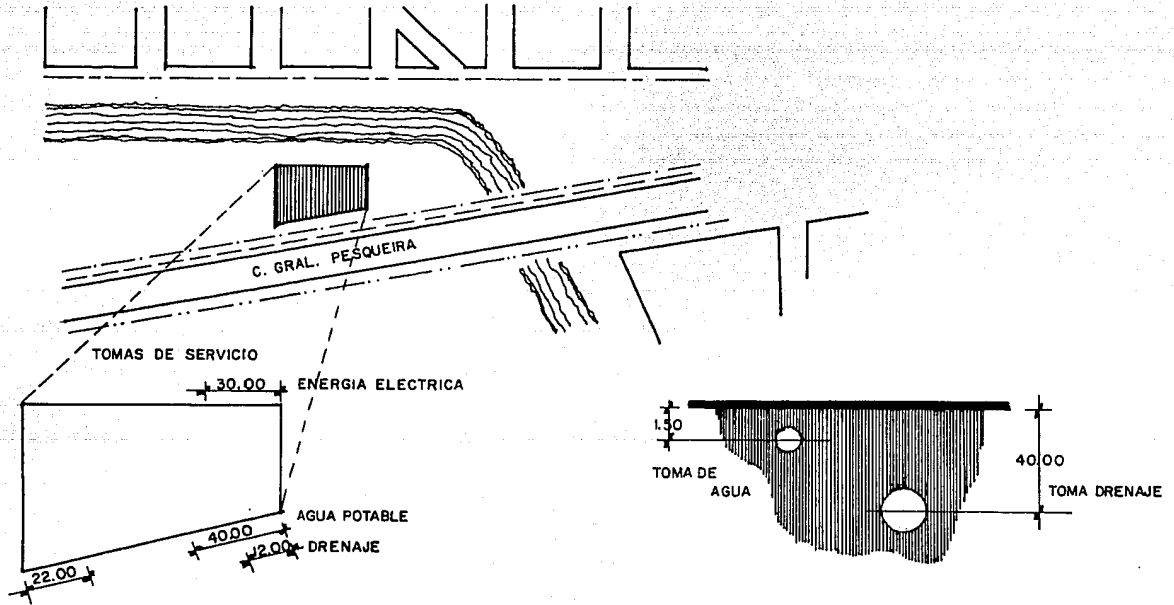 C. GRAL. PESQUEIRA
TOMAS DE SERVICIO
30.00 ENERGIA ELECTRICA
AGUA POTABLE
40.00
12.00 DRENAJE
22.00
1.50
TOMA DE
AGUA
40.00
TOMA DRENAJE